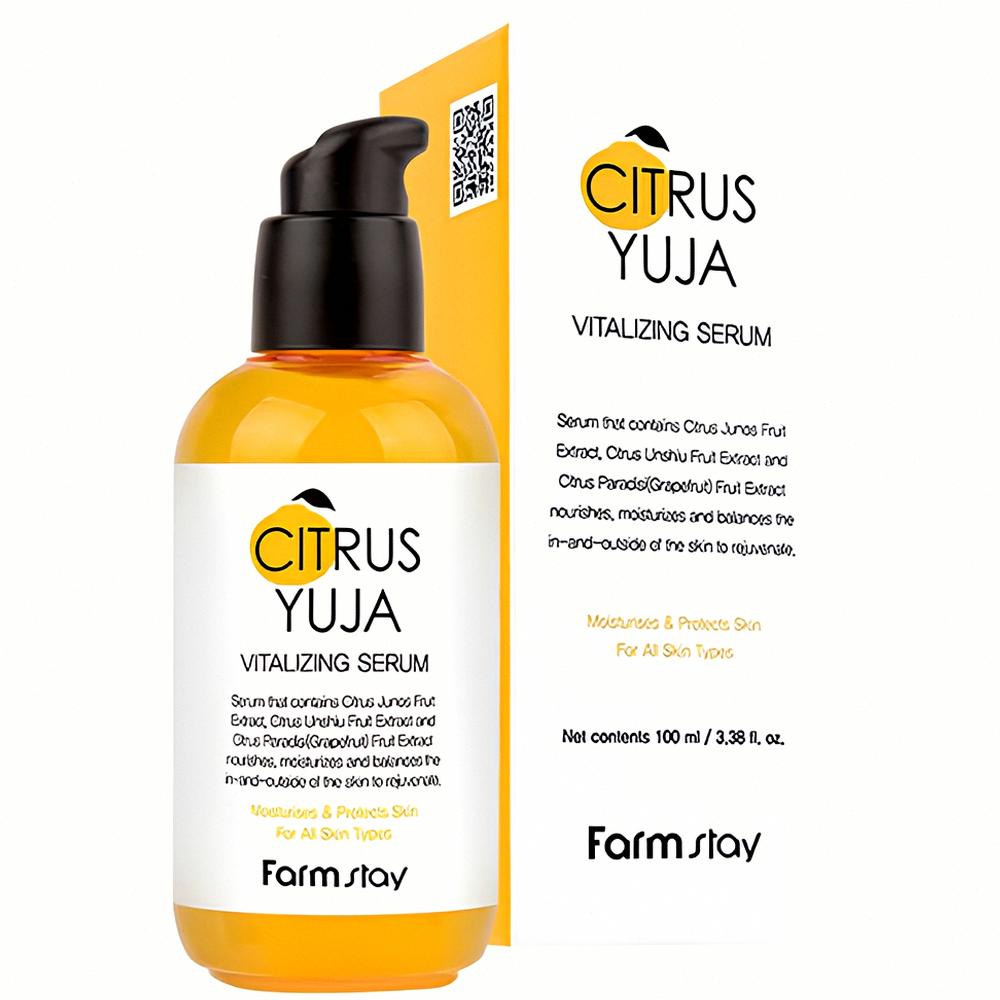 CITRUS
YUJA
VITALIZING SERUM
Serum that contains Citrus Junos Fruit
Extract, Citrus Unshiu Fruit Extract and
Citrus Paradisi(Grapefruit) Fruit Extract
nourishes, moisturizes and balances the
in-and-outside of the skin to rejuvenate.
Moisturizes & Protects Skin
For All Skin Types
Farm stay
CITRUS
YUJA
VITALIZING SERUM
Serum that contains Citrus Junos Fruit
Extract, Citrus Unshiu Fruit Extract and
Citrus Paradisi(Grapefruit) Fruit Extract
nourishes, moisturizes and balances the
in-and-outside of the skin to rejuvenate.
Moisturizes & Protects Skin
For All Skin Types
Net contents 100 ml / 3.38 fl. oz.
Farm stay